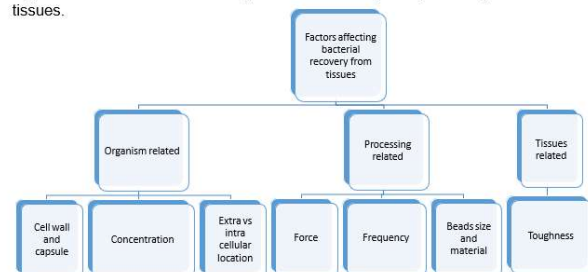 tissues.
Factors affecting
bacterial
recovery from
tissues
Organism related
Processing
related
Tissues
related
Cell wall
and
capsule
Concentration
Extra vs
intra
cellular
location
Force
Frequency
Beads size
and
material
Toughness